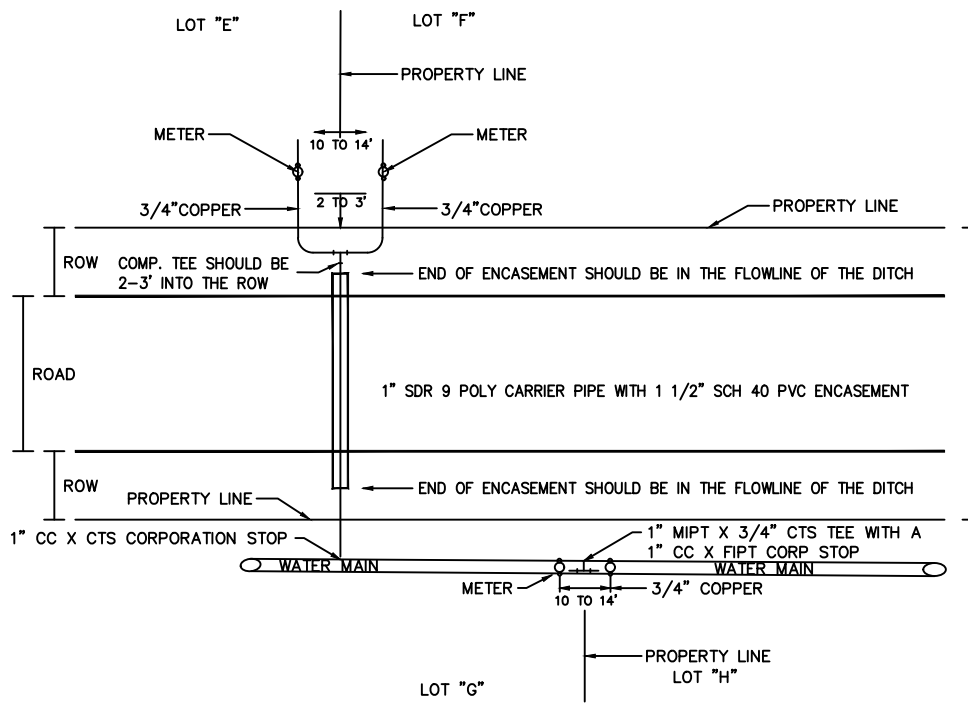 LOT "E"
LOT "F"
PROPERTY LINE
METER
10 TO 14'
METER
2 TO 3'
3/4"COPPER
3/4"COPPER
PROPERTY LINE
ROW
COMP. TEE SHOULD BE
2-3' INTO THE ROW
END OF ENCASEMENT SHOULD BE IN THE FLOWLINE OF THE DITCH
ROAD
1" SDR 9 POLY CARRIER PIPE WITH 1 1/2" SCH 40 PVC ENCASEMENT
ROW
END OF ENCASEMENT SHOULD BE IN THE FLOWLINE OF THE DITCH
PROPERTY LINE
1" CC X CTS CORPORATION STOP
1" MIPT X 3/4" CTS TEE WITH A
1" CC X FIPT CORP STOP
WATER MAIN
WATER MAIN
METER
3/4" COPPER
10 TO 14'
PROPERTY LINE
LOT "H"
LOT "G"